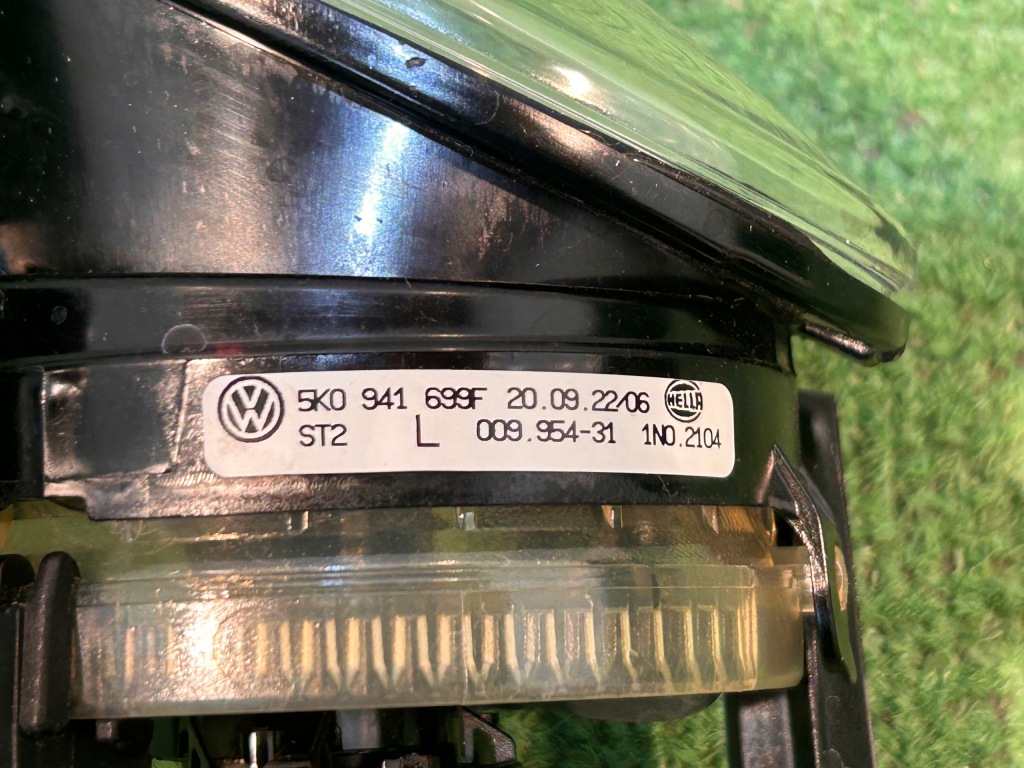 5K0 941 699F 20.09.22/06 HELLA
ST2 L 009.954-31 1N0.2104